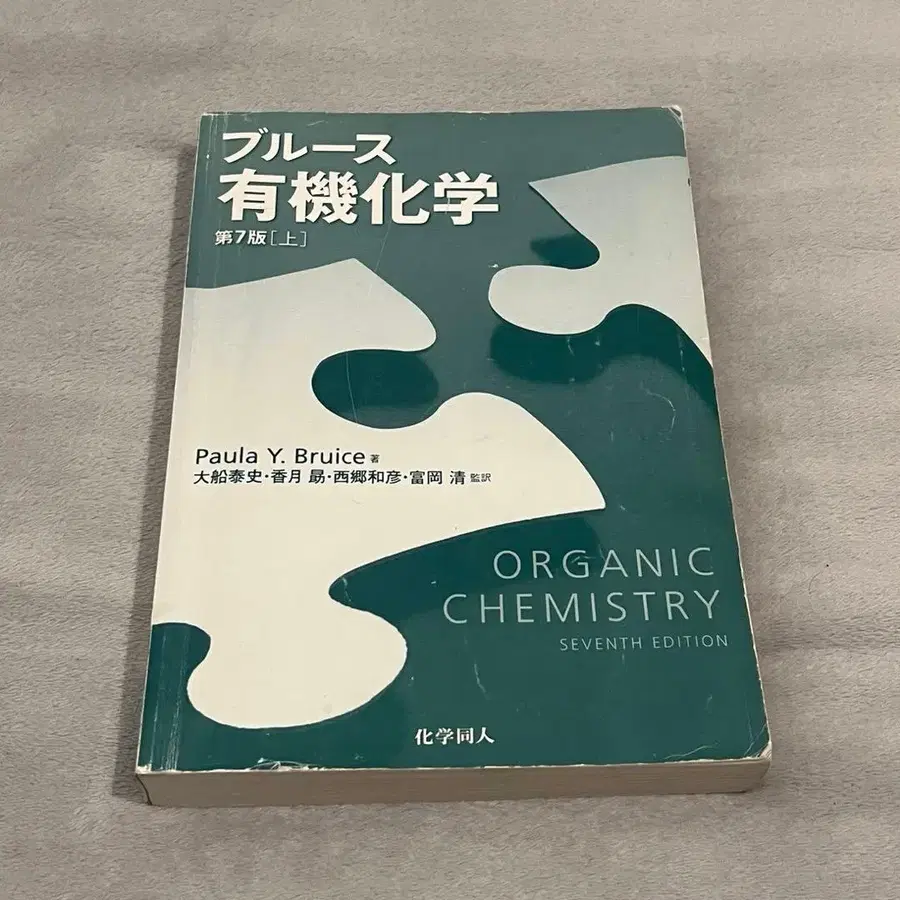 ブルース
有機化学
第7版[上]
Paula Y. Bruice 著
大船泰史・香月 勗・西郷和彦・富岡 清 監訳
ORGANIC
CHEMISTRY
SEVENTH EDITION
化学同人